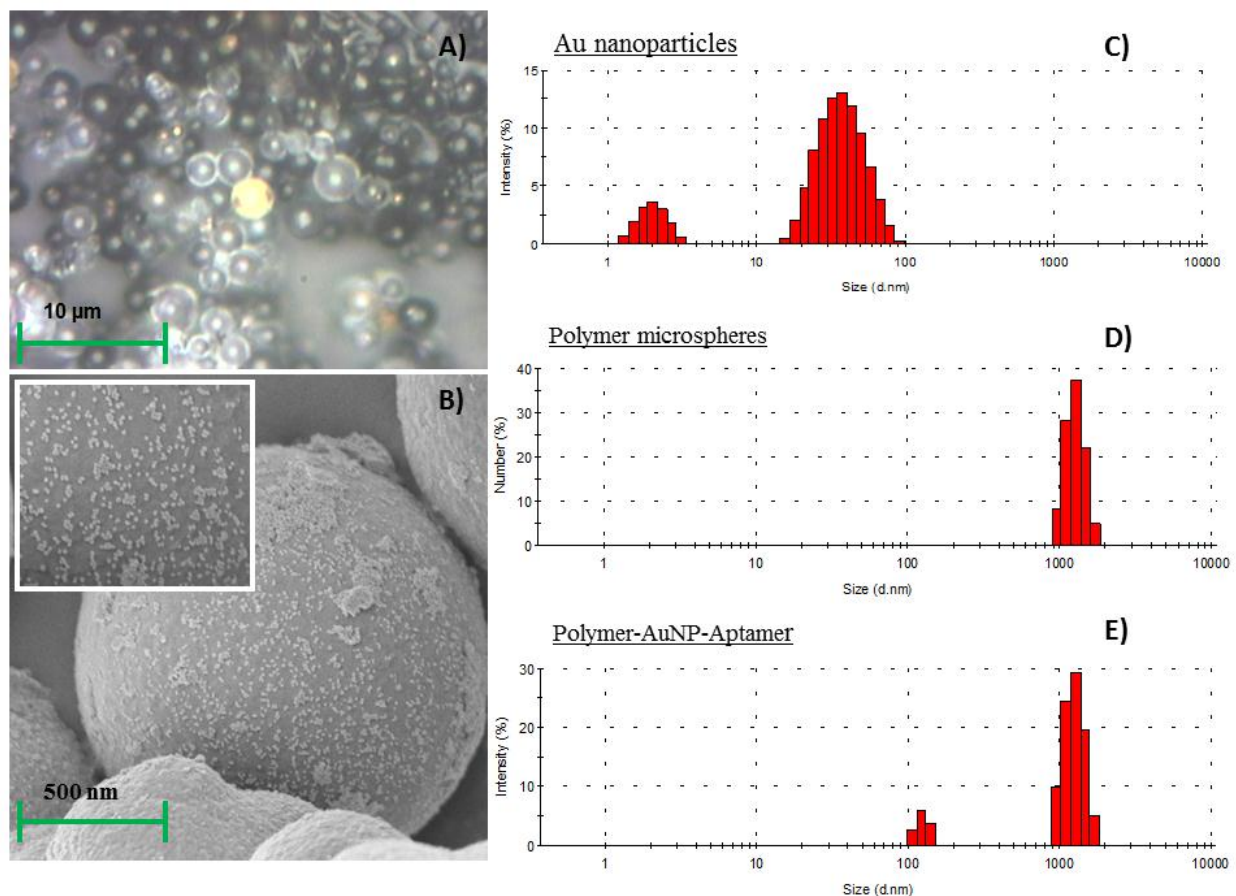 A)
10 µm
B)
500 nm
Au nanoparticles
C)
15
10
5
0
Intensity (%)
1 10 100 1000 10000
Size (d.nm)
Polymer microspheres
D)
40
30
20
10
0
Number (%)
1 10 100 1000 10000
Size (d.nm)
Polymer-AuNP-Aptamer
E)
30
20
10
0
Intensity (%)
1 10 100 1000 10000
Size (d.nm)